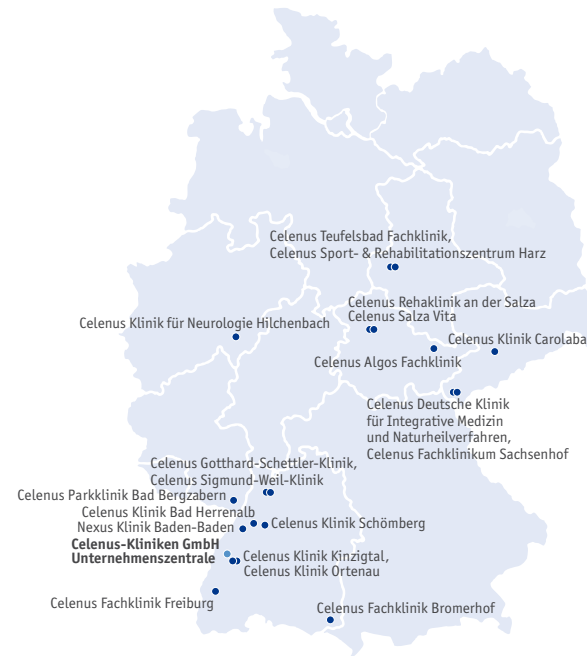 Celenus Teufelsbad Fachklinik,
Celenus Sport- & Rehabilitationszentrum Harz
Celenus Rehaklinik an der Salza
Celenus Salza Vita
Celenus Klinik für Neurologie Hilchenbach
Celenus Klinik Carolabad
Celenus Algos Fachklinik
Celenus Deutsche Klinik
für Integrative Medizin
und Naturheilverfahren,
Celenus Fachklinikum Sachsenhof
Celenus Gotthard-Schettler-Klinik,
Celenus Sigmund-Weil-Klinik
Celenus Parkklinik Bad Bergzabern
Celenus Klinik Bad Herrenalb
Nexus Klinik Baden-Baden
Celenus Klinik Schömberg
Celenus-Kliniken GmbH
Unternehmenszentrale
Celenus Klinik Kinzigtal,
Celenus Klinik Ortenau
Celenus Fachklinik Freiburg
Celenus Fachklinik Bromerhof